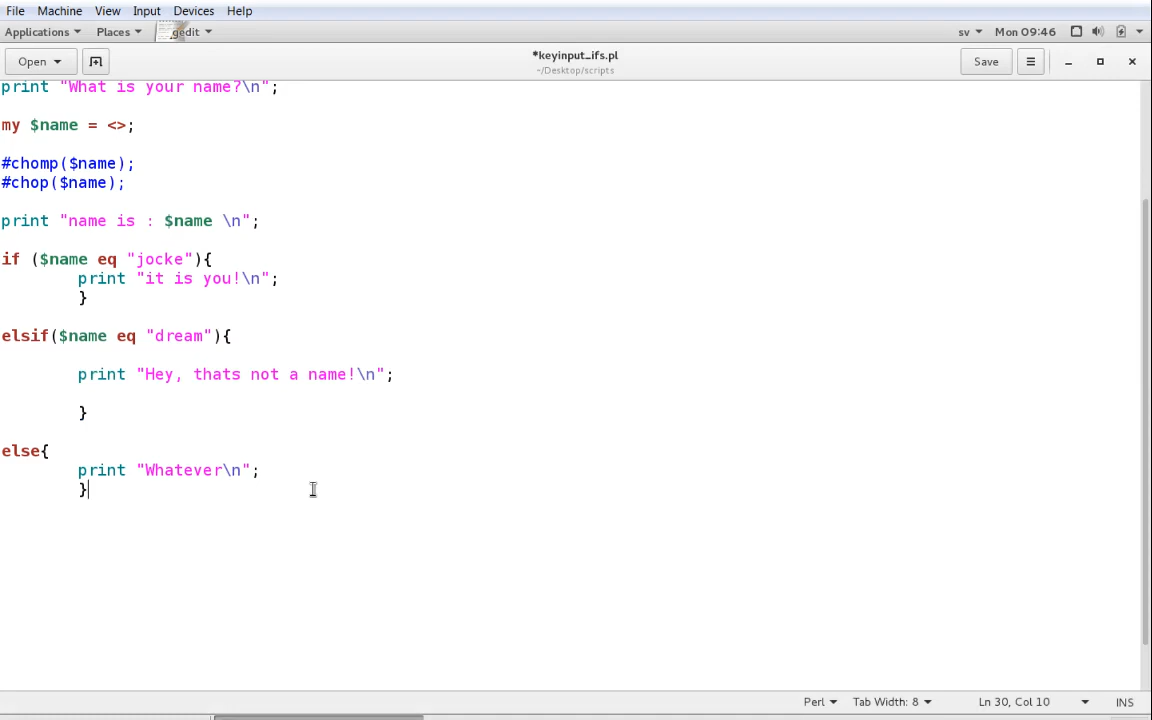 File Machine View Input Devices Help
Applications Places gedit sv Mon 09:46
Open *keyinput_ifs.pl Save
~/Desktop/scripts
print "What is your name?\n";
my $name = <>;
#chomp($name);
#chop($name);
print "name is : $name \n";
if ($name eq "jocke"){
print "it is you!\n";
}
elsif($name eq "dream"){
print "Hey, thats not a name!\n";
}
else{
print "Whatever\n";
}
Perl Tab Width: 8 Ln 30, Col 10 INS